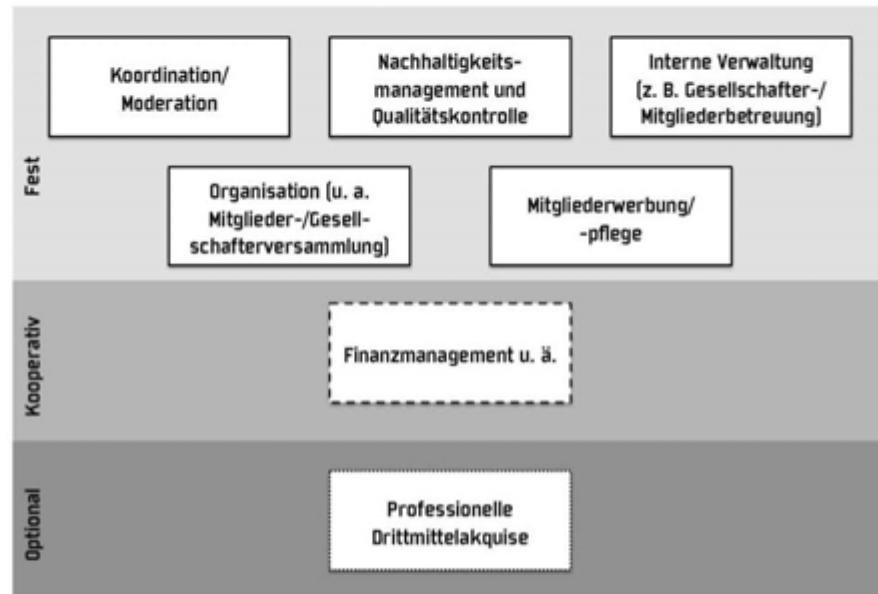 Fest
Koordination/
Moderation
Nachhaltigkeits-
management und
Qualitätskontrolle
Interne Verwaltung
(z. B. Gesellschafter-/
Mitgliederbetreuung)
Organisation (u. a.
Mitglieder-/Gesell-
schafterversammlung)
Mitgliederwerbung/
-pflege
Kooperativ
Finanzmanagement u. ä.
Optional
Professionelle
Drittmittelakquise